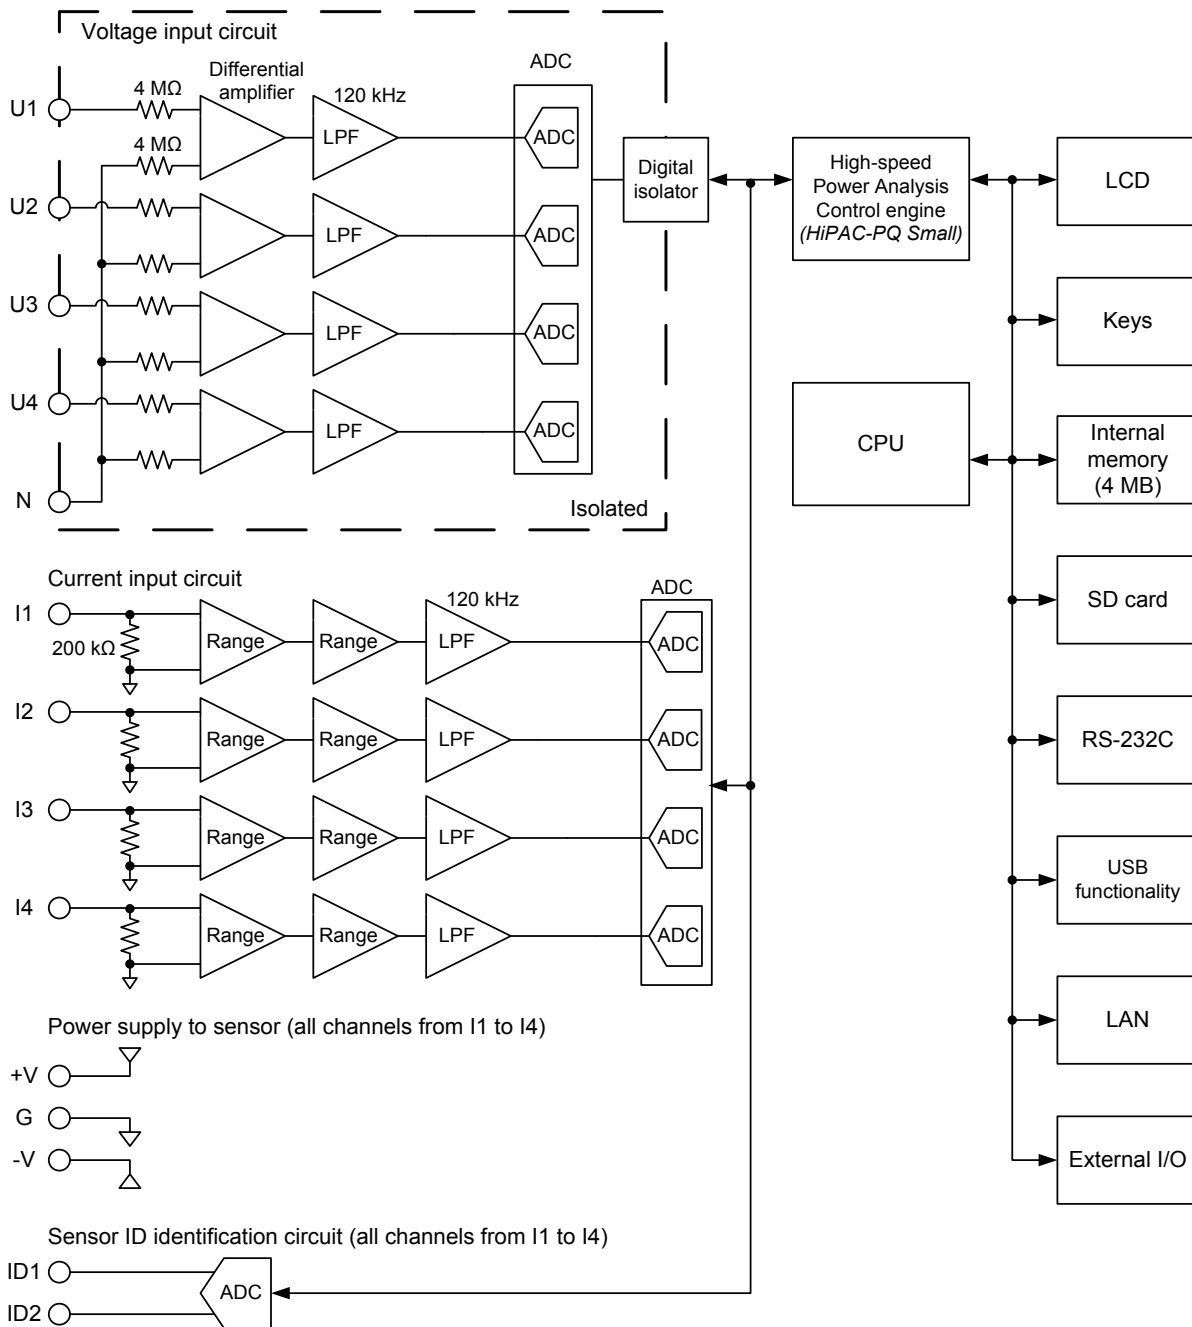 Voltage input circuit
Differential
amplifier
ADC
U1
4 MΩ
120 kHz
LPF
ADC
4 MΩ
Digital
isolator
High-speed
Power Analysis
Control engine
(HiPAC-PQ Small)
LCD
U2
LPF
ADC
U3
LPF
ADC
Keys
U4
LPF
ADC
CPU
Internal
memory
(4 MB)
N
Isolated
Current input circuit
ADC
I1
120 kHz
200 kΩ
Range
Range
LPF
ADC
SD card
I2
Range
Range
LPF
ADC
RS-232C
I3
Range
Range
LPF
ADC
USB
functionality
I4
Range
Range
LPF
ADC
Power supply to sensor (all channels from I1 to I4)
LAN
+V
G
-V
External I/O
Sensor ID identification circuit (all channels from I1 to I4)
ID1
ADC
ID2